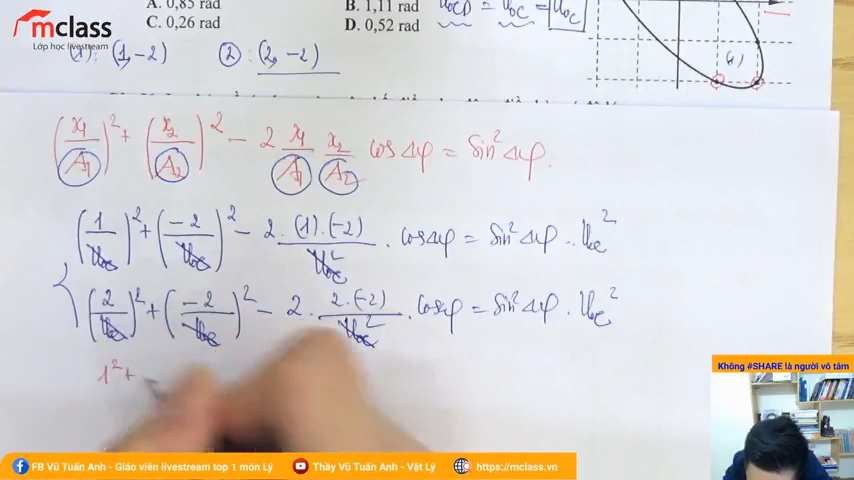 mclass
Lớp học livestream
A. 0,85 rad
B. 1,11 rad
C. 0,26 rad
D. 0,52 rad
U₀CD = U₀C = U₀C
(1): (1, -2) (2): (2, -2)
(x₁/A₁)² + (x₂/A₂)² - 2 x₁/A₁ x₂/A₂ cos Δφ = sin² Δφ.
(1/U₀c)² + (-2/U₀c)² - 2.(1).(-2)/U₀c² . cosΔφ = sin² Δφ . U₀c²
(2/U₀c)² + (-2/U₀c)² - 2. 2.(-2)/U₀c² . cosφ = sin² Δφ . U₀c²
1² +
Không #SHARE là người vô tâm
FB Vũ Tuấn Anh - Giáo viên livestream top 1 môn Lý
Thầy Vũ Tuấn Anh - Vật Lý
https://mclass.vn